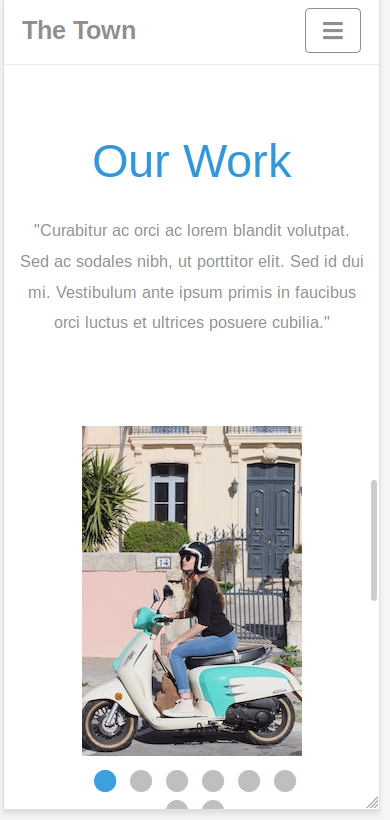 The Town
Our Work
"Curabitur ac orci ac lorem blandit volutpat.
Sed ac sodales nibh, ut porttitor elit. Sed id dui
mi. Vestibulum ante ipsum primis in faucibus
orci luctus et ultrices posuere cubilia."
14